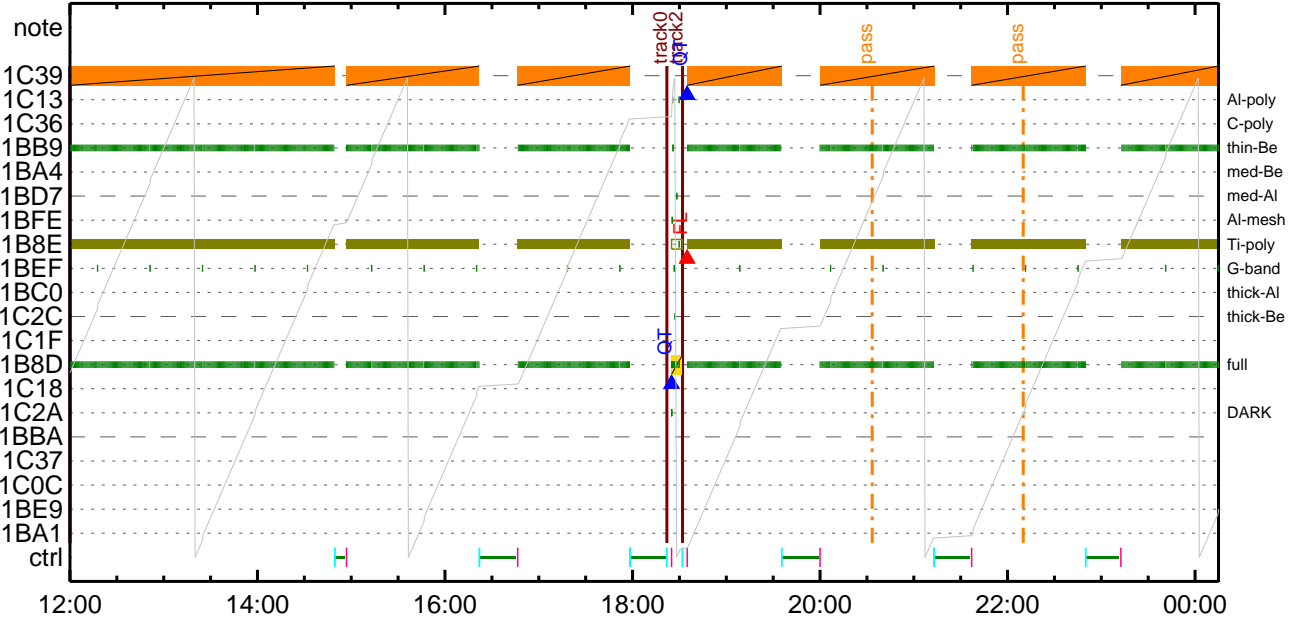 note
track0
track2
QT
pass
pass
1C39
1C13 Al-poly
1C36 C-poly
1BB9 thin-Be
1BA4 med-Be
1BD7 med-Al
1BFE Al-mesh
FL
1B8E Ti-poly
1BEF G-band
1BC0 thick-Al
1C2C thick-Be
1C1F
QT
1B8D full
1C18
1C2A DARK
1BBA
1C37
1C0C
1BE9
1BA1
ctrl
12:00 14:00 16:00 18:00 20:00 22:00 00:00